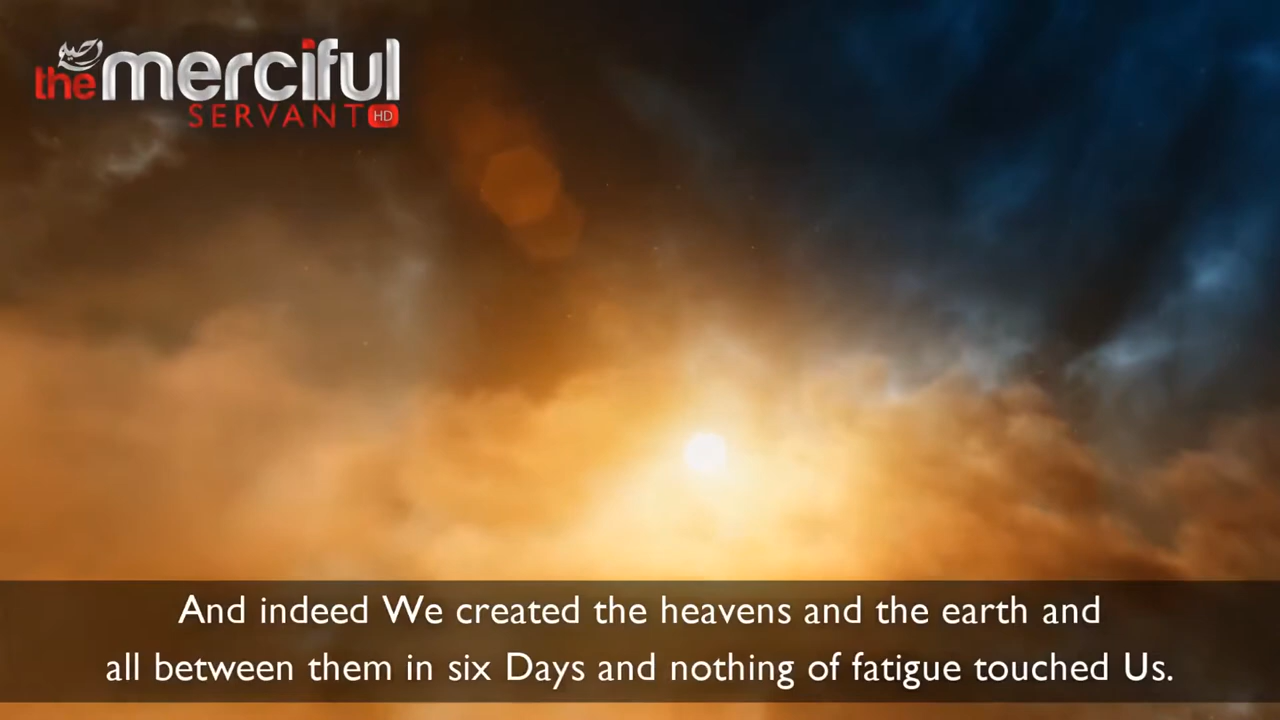 the merciful
SERVANT HD
And indeed We created the heavens and the earth and
all between them in six Days and nothing of fatigue touched Us.